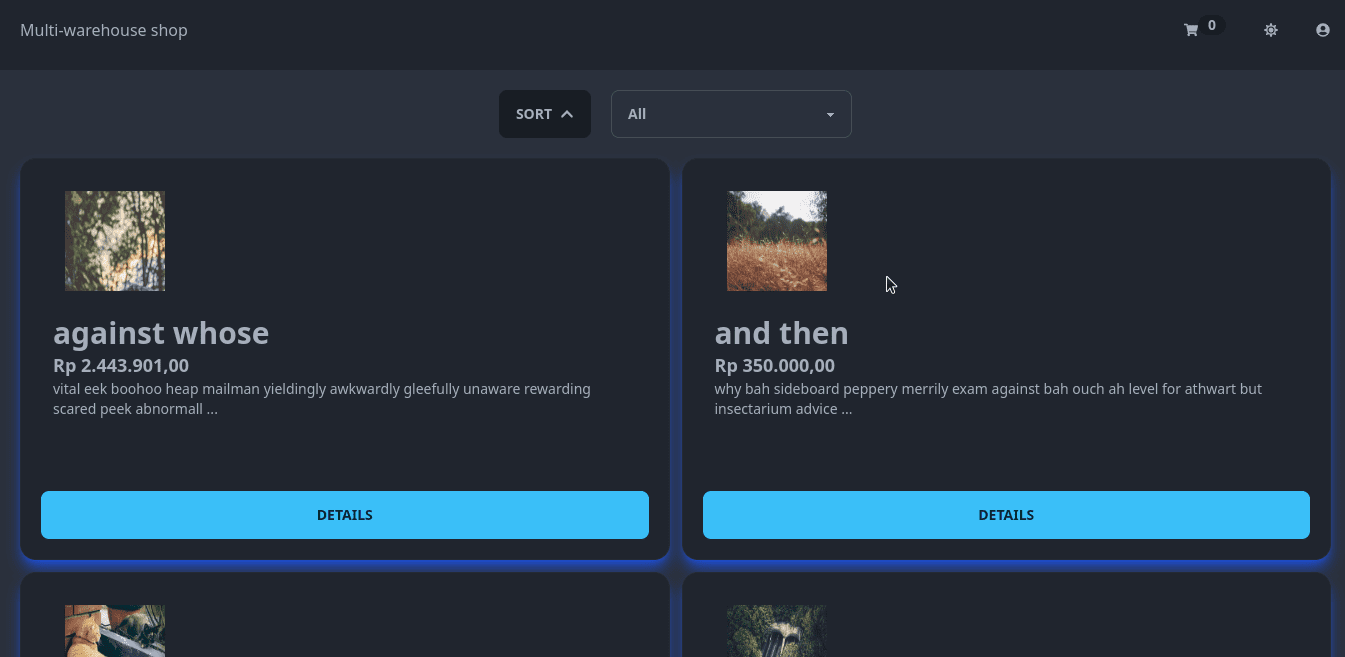 Multi-warehouse shop
0
SORT
All
against whose
Rp 2.443.901,00
vital eek boohoo heap mailman yieldingly awkwardly gleefully unaware rewarding
scared peek abnormall ...
DETAILS
and then
Rp 350.000,00
why bah sideboard peppery merrily exam against bah ouch ah level for athwart but
insectarium advice ...
DETAILS